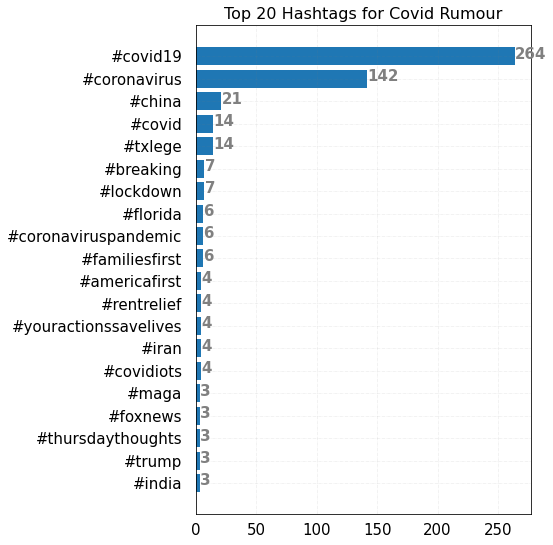 Top 20 Hashtags for Covid Rumour
#covid19 264
#coronavirus 142
#china 21
#covid 14
#txlege 14
#breaking 7
#lockdown 7
#florida 6
#coronaviruspandemic 6
#familiesfirst 6
#americafirst 4
#rentrelief 4
#youractionssavelives 4
#iran 4
#covidiots 4
#maga 3
#foxnews 3
#thursdaythoughts 3
#trump 3
#india 3
0 50 100 150 200 250